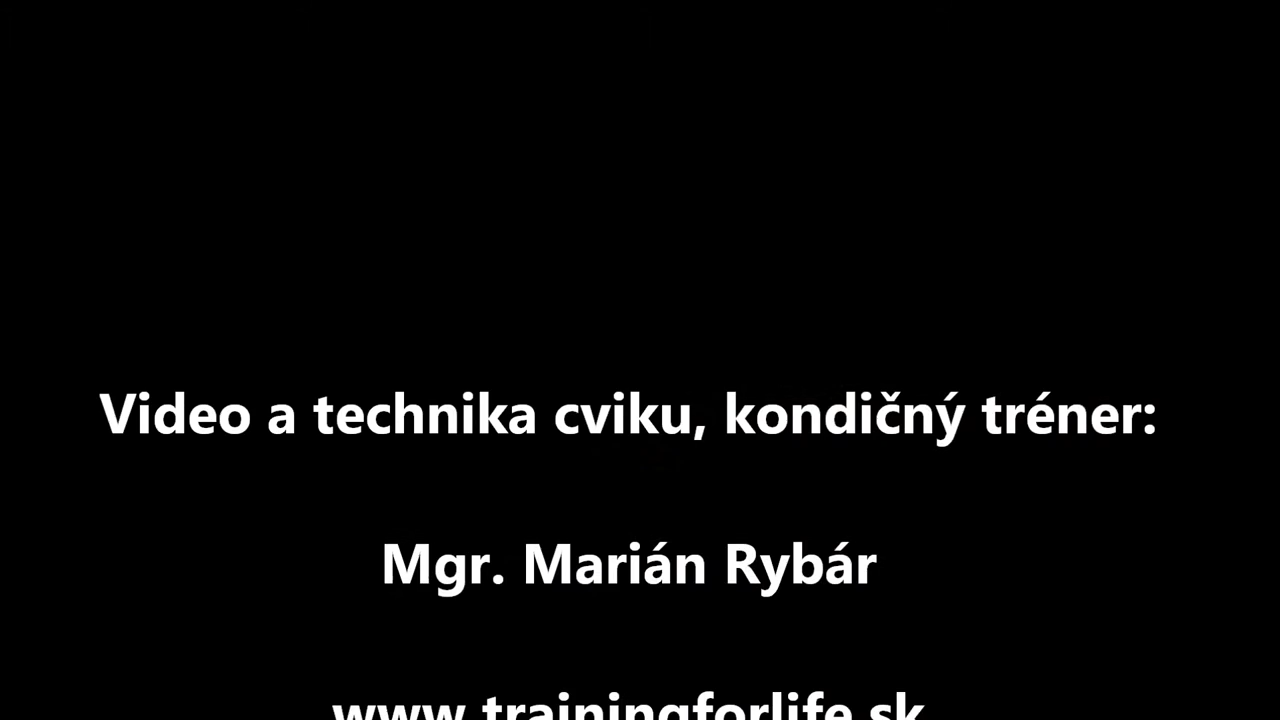 Video a technika cviku, kondičný tréner:
Mgr. Marián Rybár
www.trainingforlife.sk